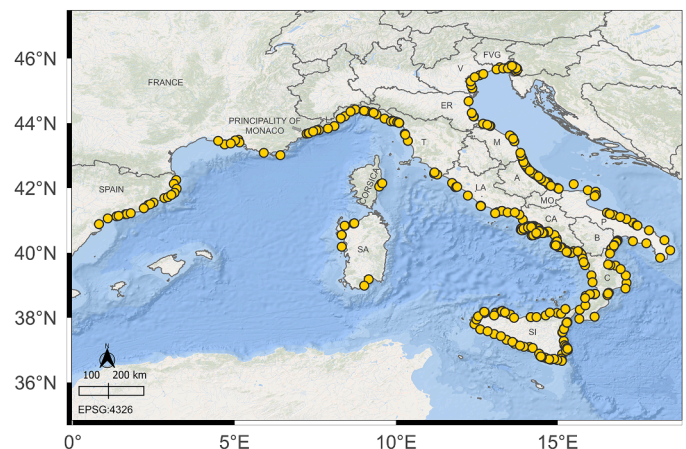 46°N
44°N
42°N
40°N
38°N
36°N
FRANCE
SPAIN
PRINCIPALITY OF
MONACO
CORSICA
V
FVG
ER
T
M
A
LA
MO
CA
P
B
C
SA
SI
N
100 200 km
EPSG:4326
0°
5°E
10°E
15°E